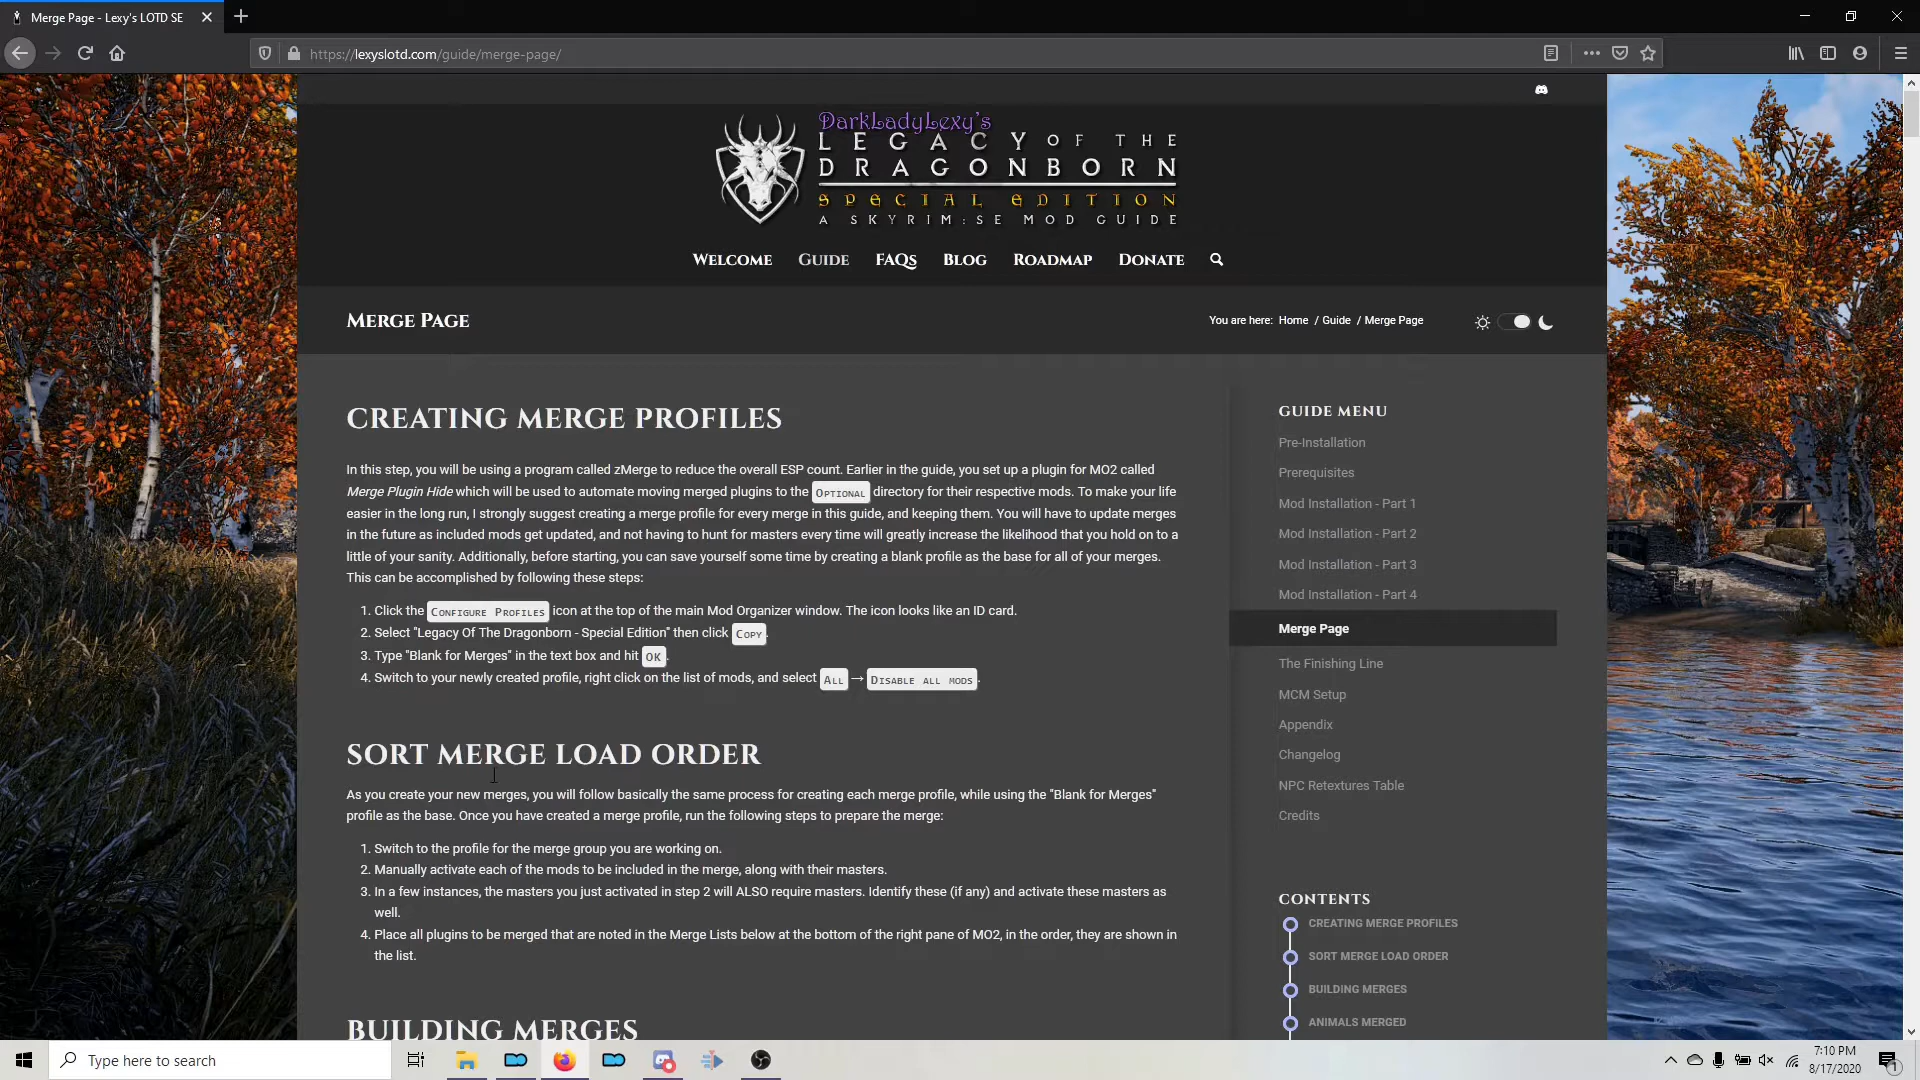 Merge Page - Lexy's LOTD SE
https://lexyslotd.com/guide/merge-page/
DarkLadyLexy's
LEGACY OF THE
DRAGONBORN
SPECIAL EDITION
A SKYRIM:SE MOD GUIDE
WELCOME GUIDE FAQs BLOG ROADMAP DONATE
MERGE PAGE
You are here: Home / Guide / Merge Page
CREATING MERGE PROFILES
In this step, you will be using a program called zMerge to reduce the overall ESP count. Earlier in the guide, you set up a plugin for MO2 called
Merge Plugin Hide which will be used to automate moving merged plugins to the OPTIONAL directory for their respective mods. To make your life
easier in the long run, I strongly suggest creating a merge profile for every merge in this guide, and keeping them. You will have to update merges
in the future as included mods get updated, and not having to hunt for masters every time will greatly increase the likelihood that you hold on to a
little of your sanity. Additionally, before starting, you can save yourself some time by creating a blank profile as the base for all of your merges.
This can be accomplished by following these steps:
1. Click the CONFIGURE PROFILES icon at the top of the main Mod Organizer window. The icon looks like an ID card.
2. Select "Legacy Of The Dragonborn - Special Edition" then click COPY.
3. Type "Blank for Merges" in the text box and hit OK.
4. Switch to your newly created profile, right click on the list of mods, and select ALL → DISABLE ALL MODS.
SORT MERGE LOAD ORDER
As you create your new merges, you will follow basically the same process for creating each merge profile, while using the "Blank for Merges"
profile as the base. Once you have created a merge profile, run the following steps to prepare the merge:
1. Switch to the profile for the merge group you are working on.
2. Manually activate each of the mods to be included in the merge, along with their masters.
3. In a few instances, the masters you just activated in step 2 will ALSO require masters. Identify these (if any) and activate these masters as
well.
4. Place all plugins to be merged that are noted in the Merge Lists below at the bottom of the right pane of MO2, in the order, they are shown in
the list.
BUILDING MERGES
GUIDE MENU
Pre-Installation
Prerequisites
Mod Installation - Part 1
Mod Installation - Part 2
Mod Installation - Part 3
Mod Installation - Part 4
Merge Page
The Finishing Line
MCM Setup
Appendix
Changelog
NPC Retextures Table
Credits
CONTENTS
CREATING MERGE PROFILES
SORT MERGE LOAD ORDER
BUILDING MERGES
ANIMALS MERGED
Type here to search
7:10 PM
8/17/2020
1